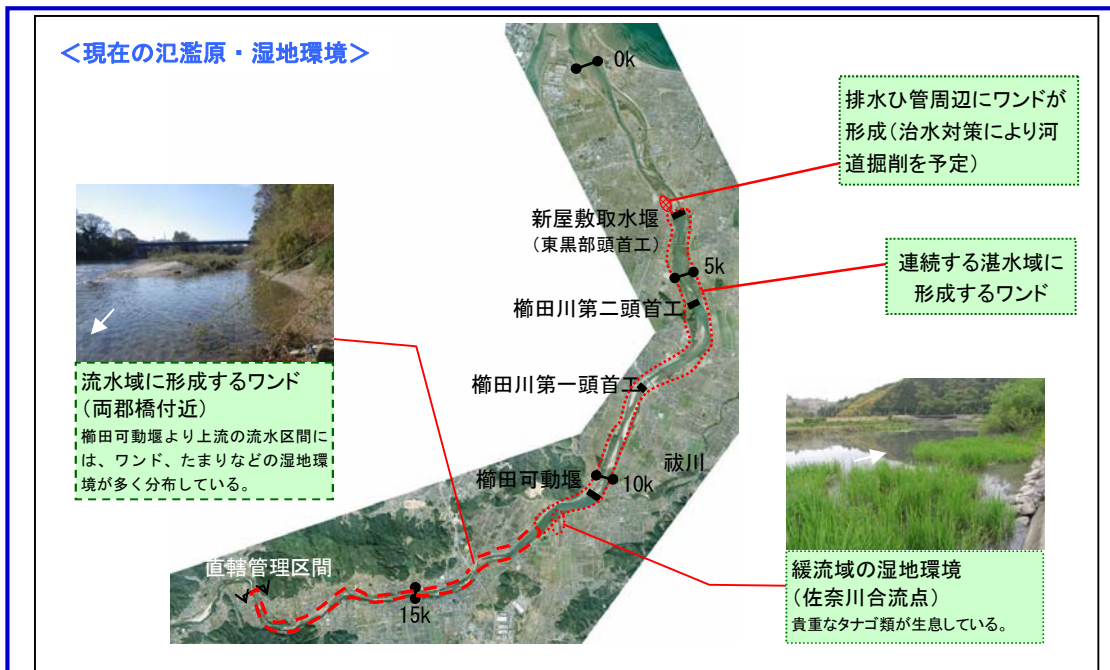 <現在の氾濫原・湿地環境>
0k
排水ひ管周辺にワンドが
形成(治水対策により河
道掘削を予定)
新屋敷取水堰
(東黒部頭首工)
5k
連続する湛水域に
形成するワンド
櫛田川第二頭首工
櫛田川第一頭首工
流水域に形成するワンド
(両郡橋付近)
櫛田可動堰より上流の流水区間に
は、ワンド、たまりなどの湿地環
境が多く分布している。
祓川
櫛田可動堰
10k
直轄管理区間
15k
緩流域の湿地環境
(佐奈川合流点)
貴重なタナゴ類が生息している。